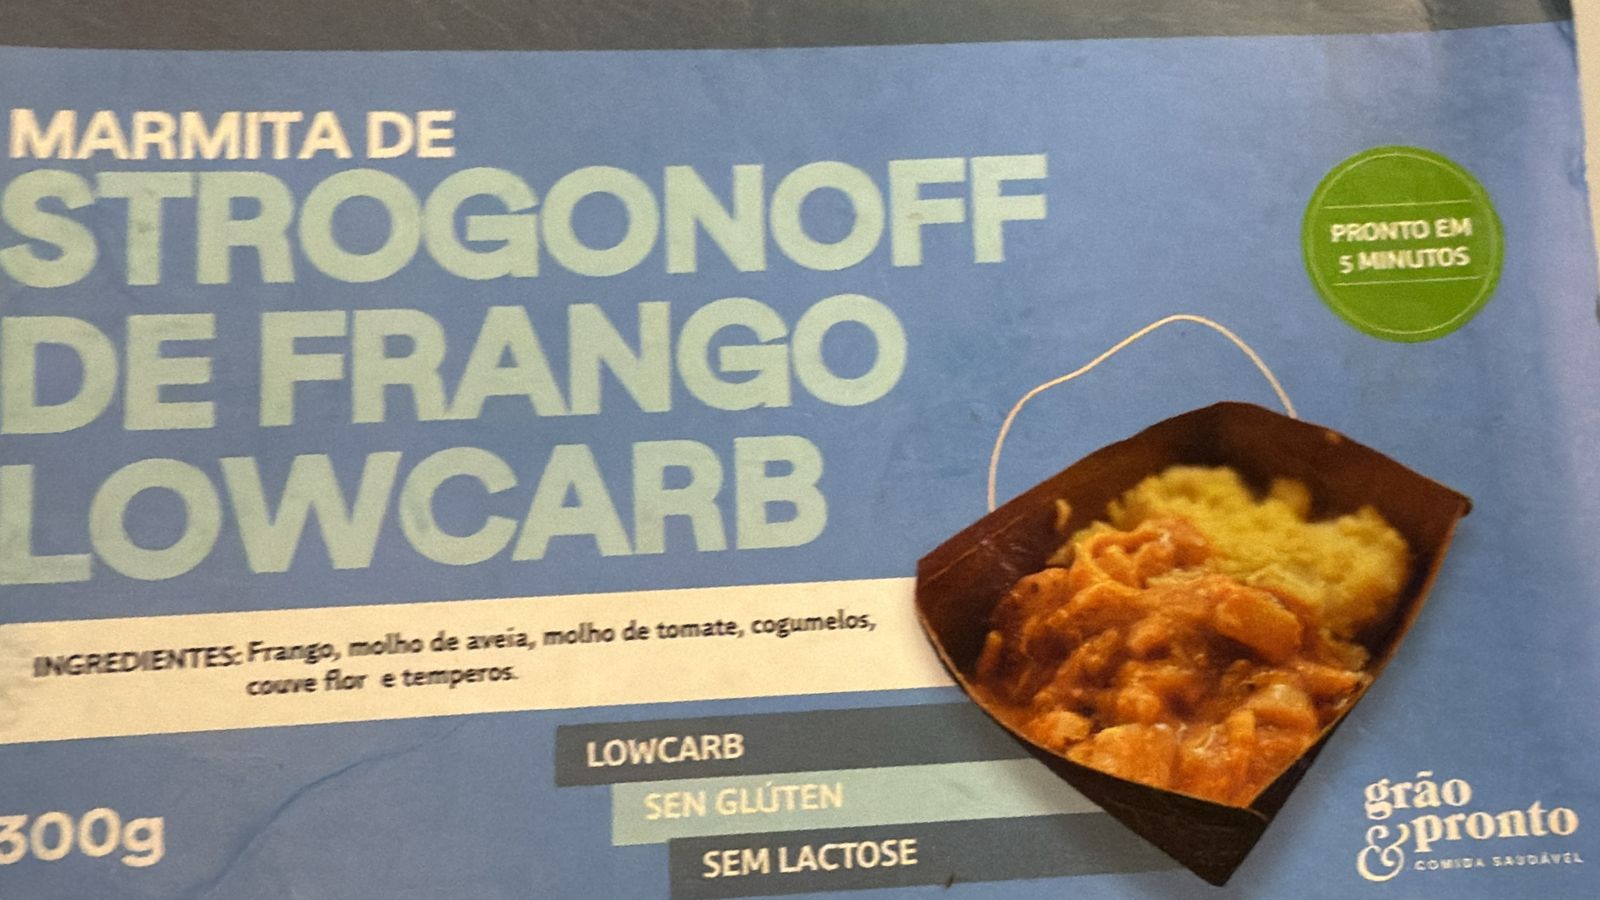 MARMITA DE
STROGONOFF
DE FRANGO
LOWCARB
PRONTO EM
5 MINUTOS
INGREDIENTES: Frango, molho de aveia, molho de tomate, cogumelos,
couve flor e temperos.
LOWCARB
SEN GLÚTEN
SEM LACTOSE
300g
grão
&pronto
COMIDA SAUDÁVEL